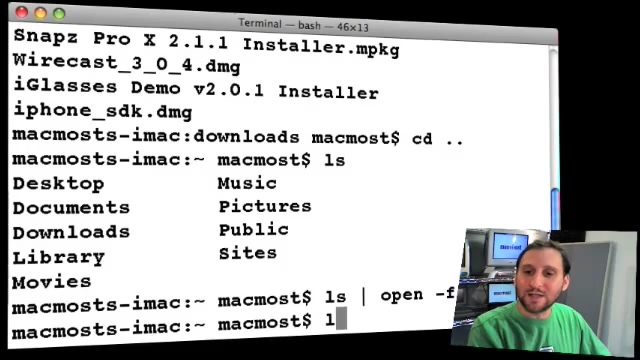 Terminal — bash — 46×13
Snapz Pro X 2.1.1 Installer.mpkg
Wirecast_3_0_4.dmg
iGlasses Demo v2.0.1 Installer
iphone_sdk.dmg
macmosts-imac:downloads macmost$ cd ..
macmosts-imac:~ macmost$ ls
Desktop Music
Documents Pictures
Downloads Public
Library Sites
Movies
macmosts-imac:~ macmost$ ls | open -f
macmosts-imac:~ macmost$ l